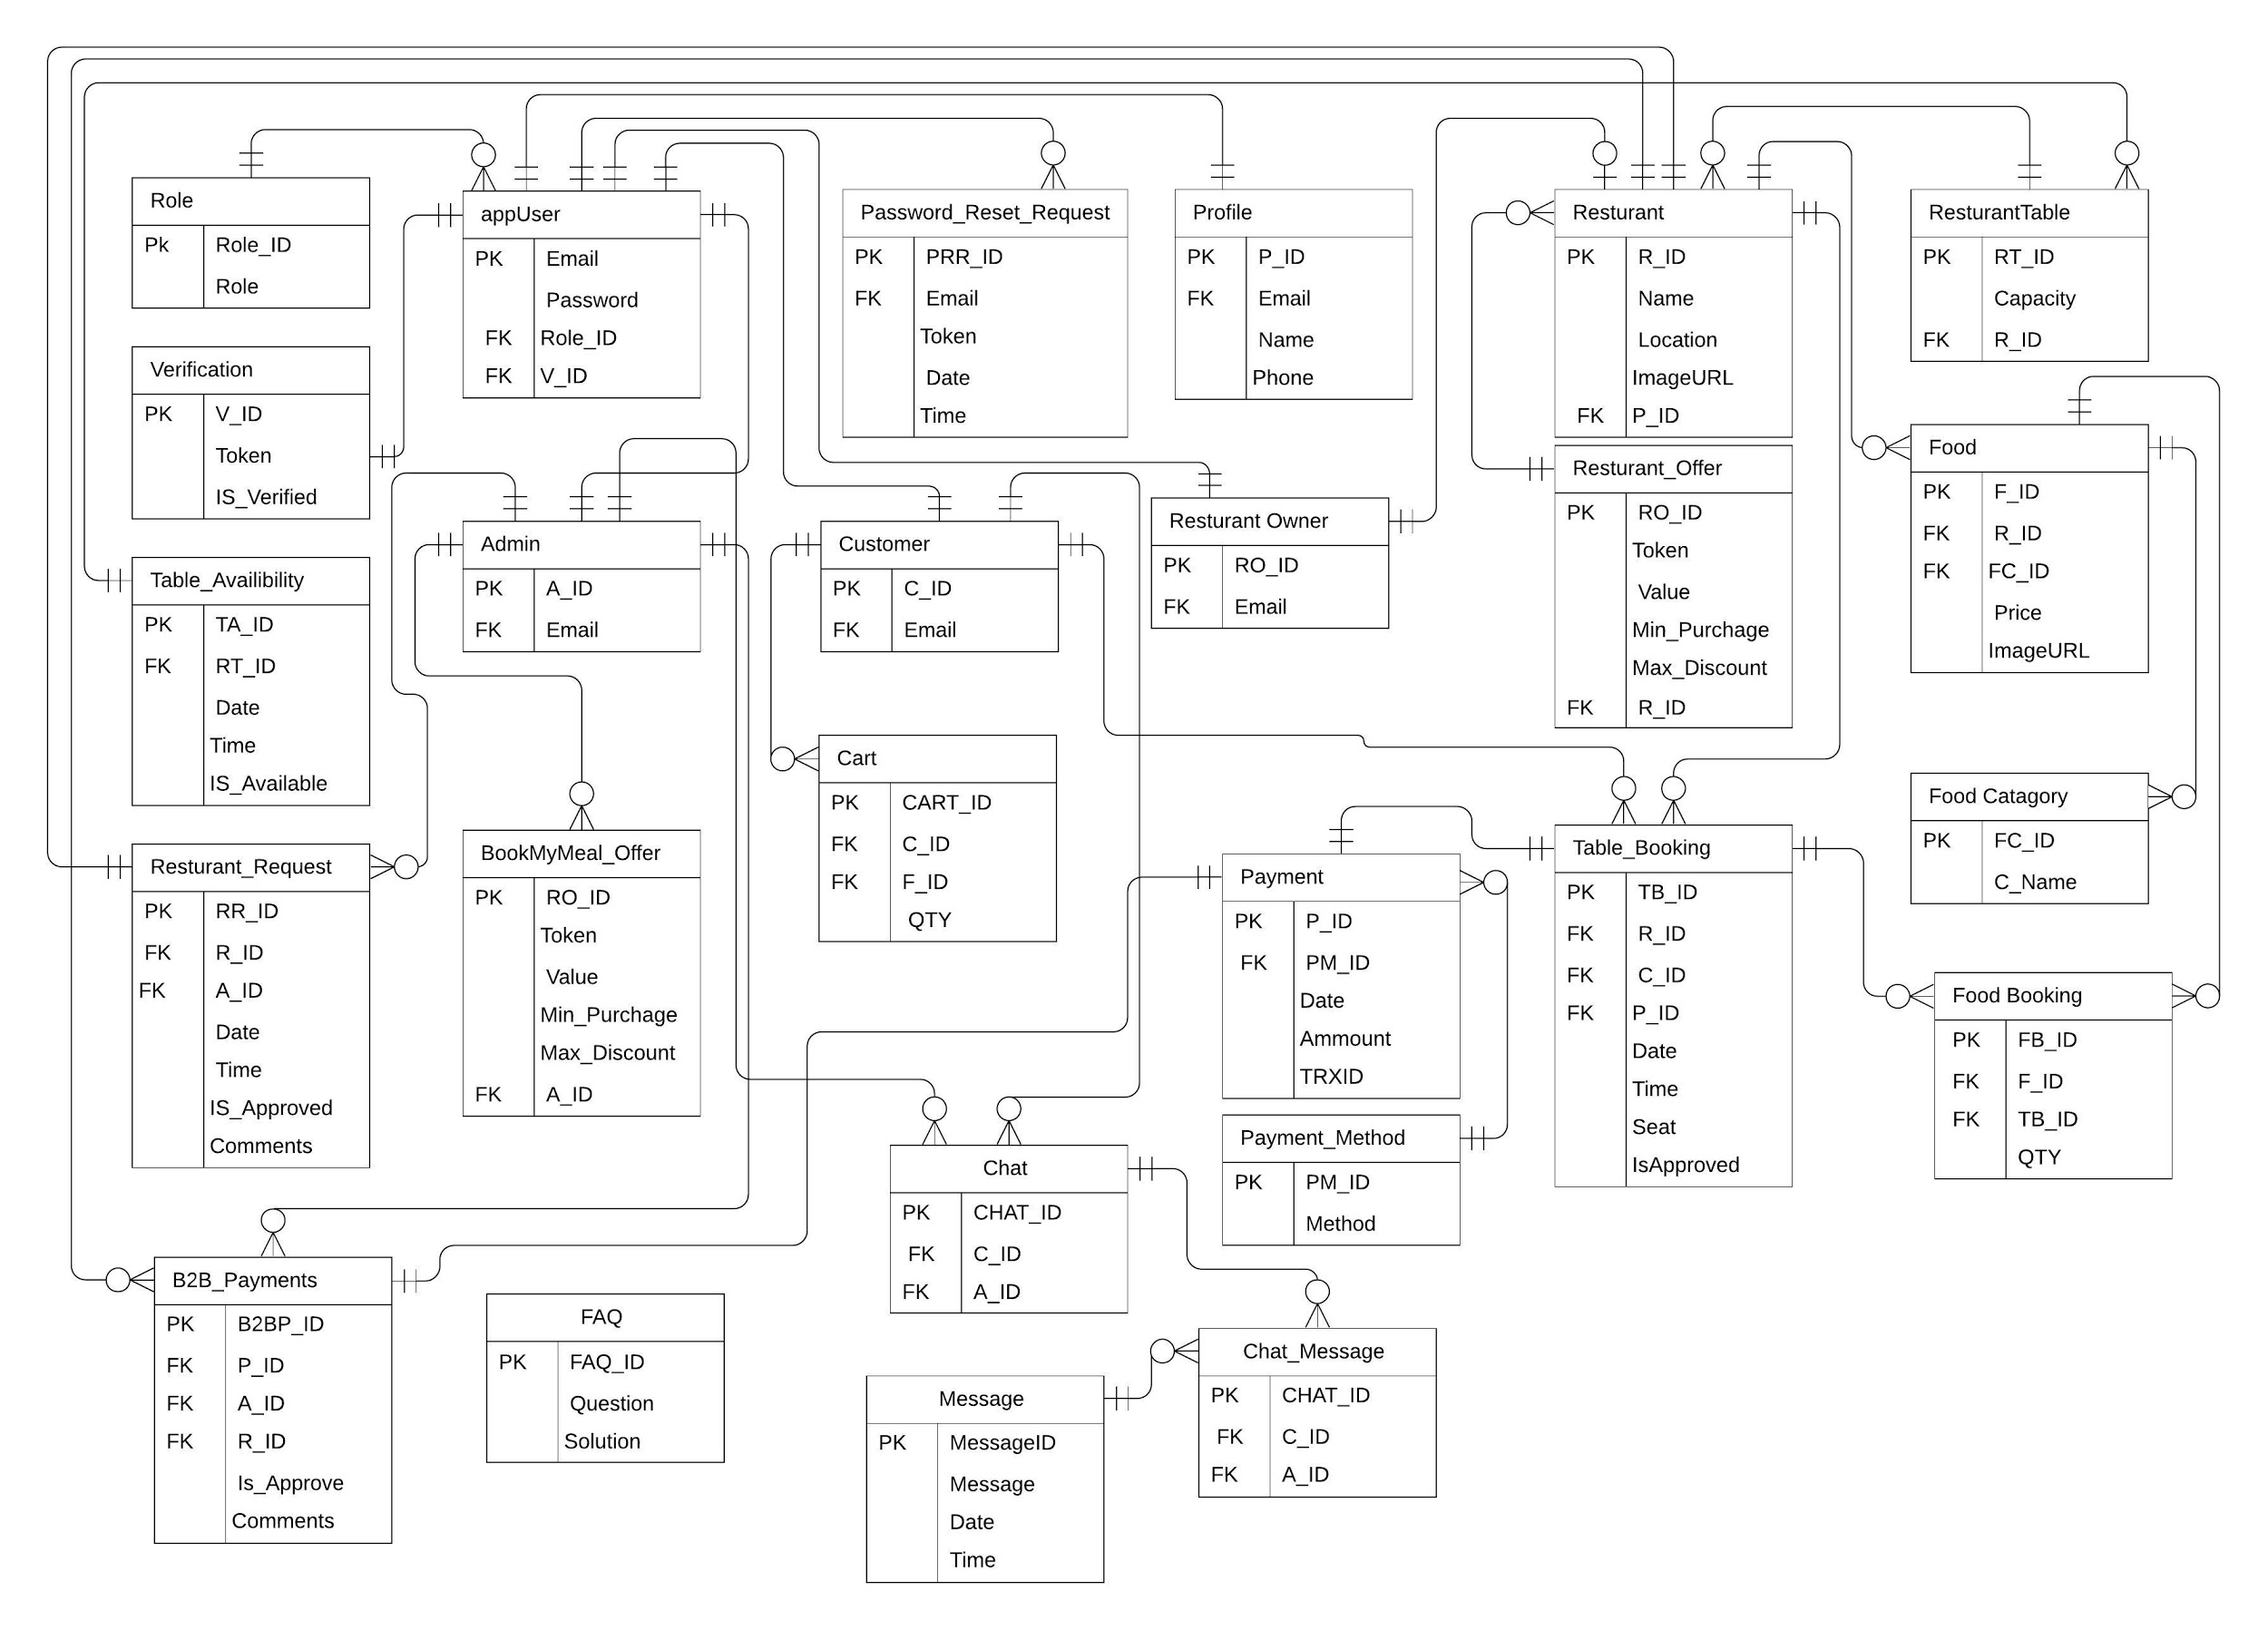 Role
Pk Role_ID
Role
appUser
PK Email
Password
FK Role_ID
FK V_ID
Password_Reset_Request
PK PRR_ID
FK Email
Token
Date
Time
Profile
PK P_ID
FK Email
Name
Phone
Resturant
PK R_ID
Name
Location
ImageURL
FK P_ID
ResturantTable
PK RT_ID
Capacity
FK R_ID
Verification
PK V_ID
Token
IS_Verified
Resturant_Offer
PK RO_ID
Token
Value
Min_Purchage
Max_Discount
FK R_ID
Food
PK F_ID
FK R_ID
FK FC_ID
Price
ImageURL
Table_Availibility
PK TA_ID
FK RT_ID
Date
Time
IS_Available
Admin
PK A_ID
FK Email
Customer
PK C_ID
FK Email
Resturant Owner
PK RO_ID
FK Email
Cart
PK CART_ID
FK C_ID
FK F_ID
QTY
Food Catagory
PK FC_ID
C_Name
Resturant_Request
PK RR_ID
FK R_ID
FK A_ID
Date
Time
IS_Approved
Comments
BookMyMeal_Offer
PK RO_ID
Token
Value
Min_Purchage
Max_Discount
FK A_ID
Payment
PK P_ID
FK PM_ID
Date
Ammount
TRXID
Table_Booking
PK TB_ID
FK R_ID
FK C_ID
FK P_ID
Date
Time
Seat
IsApproved
Food Booking
PK FB_ID
FK F_ID
FK TB_ID
QTY
Payment_Method
PK PM_ID
Method
Chat
PK CHAT_ID
FK C_ID
FK A_ID
B2B_Payments
PK B2BP_ID
FK P_ID
FK A_ID
FK R_ID
Is_Approve
Comments
FAQ
PK FAQ_ID
Question
Solution
Message
PK MessageID
Message
Date
Time
Chat_Message
PK CHAT_ID
FK C_ID
FK A_ID